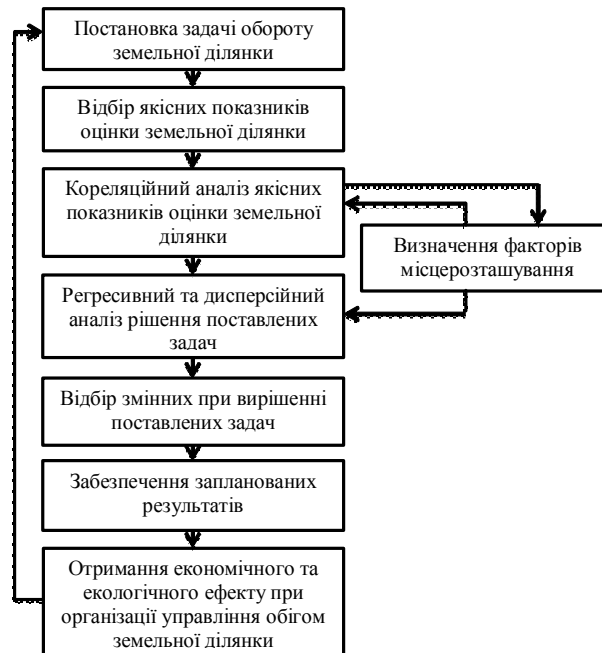 Постановка задачі обороту
земельної ділянки
Відбір якісних показників
оцінки земельної ділянки
Кореляційний аналіз якісних
показників оцінки земельної
ділянки
Визначення факторів
місцерозташування
Регресивний та дисперсійний
аналіз рішення поставлених
задач
Відбір змінних при вирішенні
поставлених задач
Забезпечення запланованих
результатів
Отримання економічного та
екологічного ефекту при
організації управління обігом
земельної ділянки